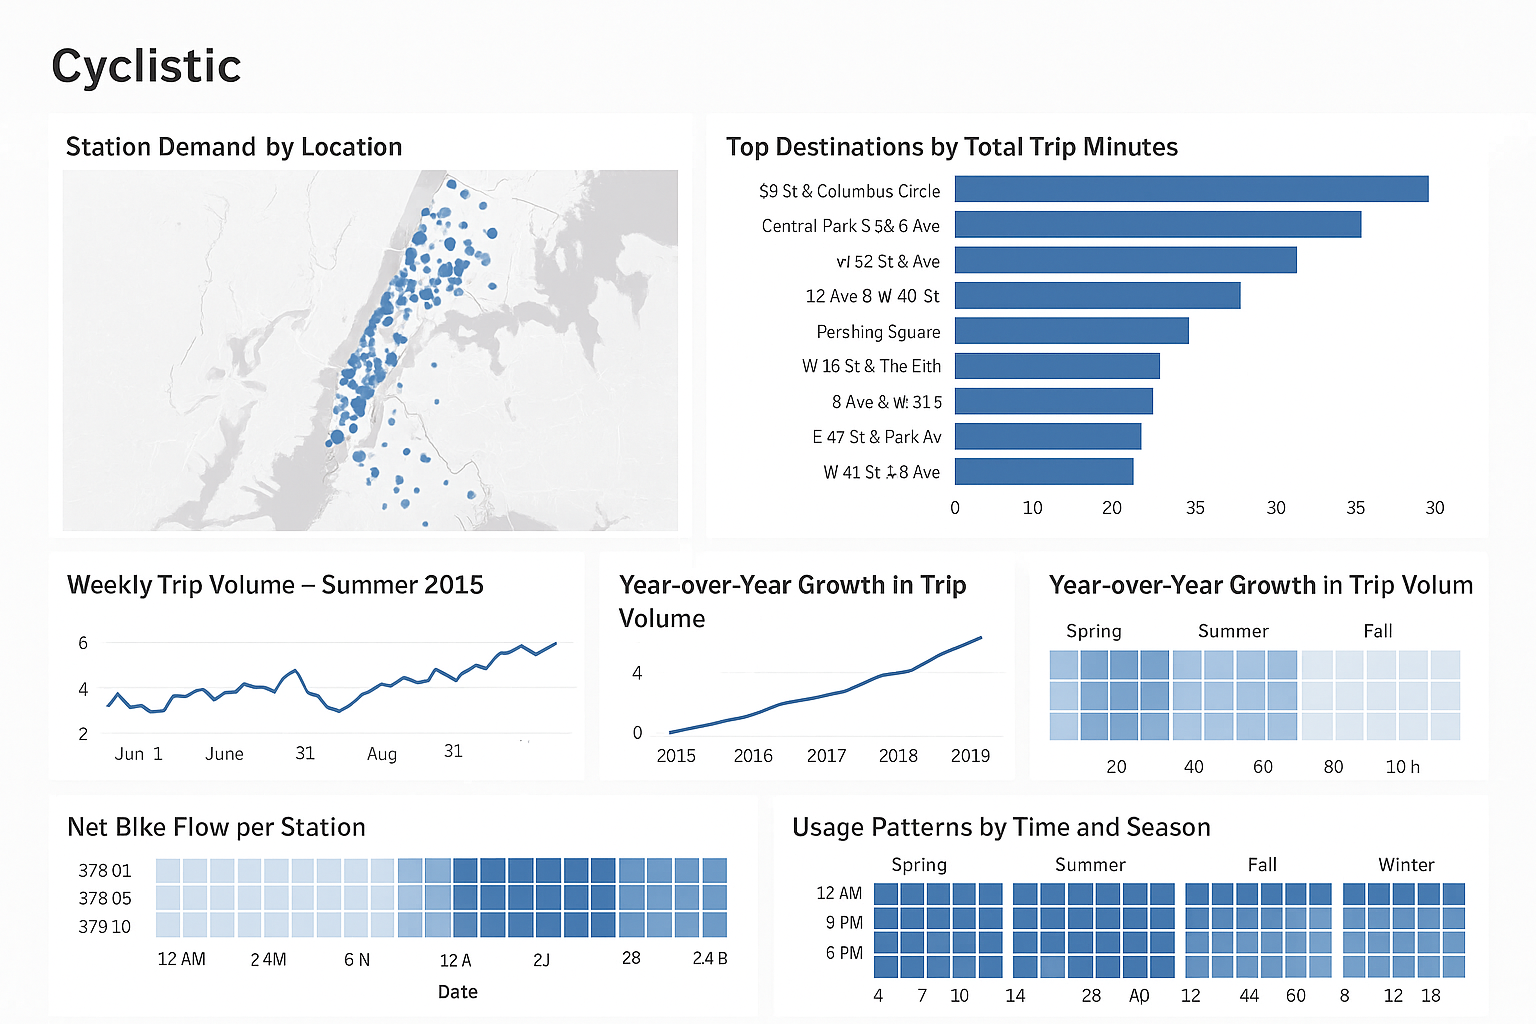 Cyclistic
Station Demand by Location
Top Destinations by Total Trip Minutes
$9 St & Columbus Circle
Central Park S 5& 6 Ave
vı 52 St & Ave
12 Ave 8 W 40 St
Pershing Sguare
W 16 St & The Eith
8 Ave & W: 315
E 47 St & Park Av
W 41 St 8 Ave
0 10 20 35 30 35 30
Weekly Trip Volume – Summer 2015
6
4
2
Jun 1 June 31 Aug 31
Year-over-Year Growth in Trip
Volume
4
0
2015 2016 2017 2018 2019
Year-over-Year Growth in Trip Volum
Spring Summer Fall
20 40 60 80 10 h
Net BIke Flow per Station
378 01
378 05
379 10
12 AM 2 4M 6 N 12 A 2J 28 2.4 B
Date
Usage Patterns by Time and Season
Spring Summer Fall Winter
12 AM
9 PM
6 PM
4 7 10 14 28 A0 12 44 60 8 12 18